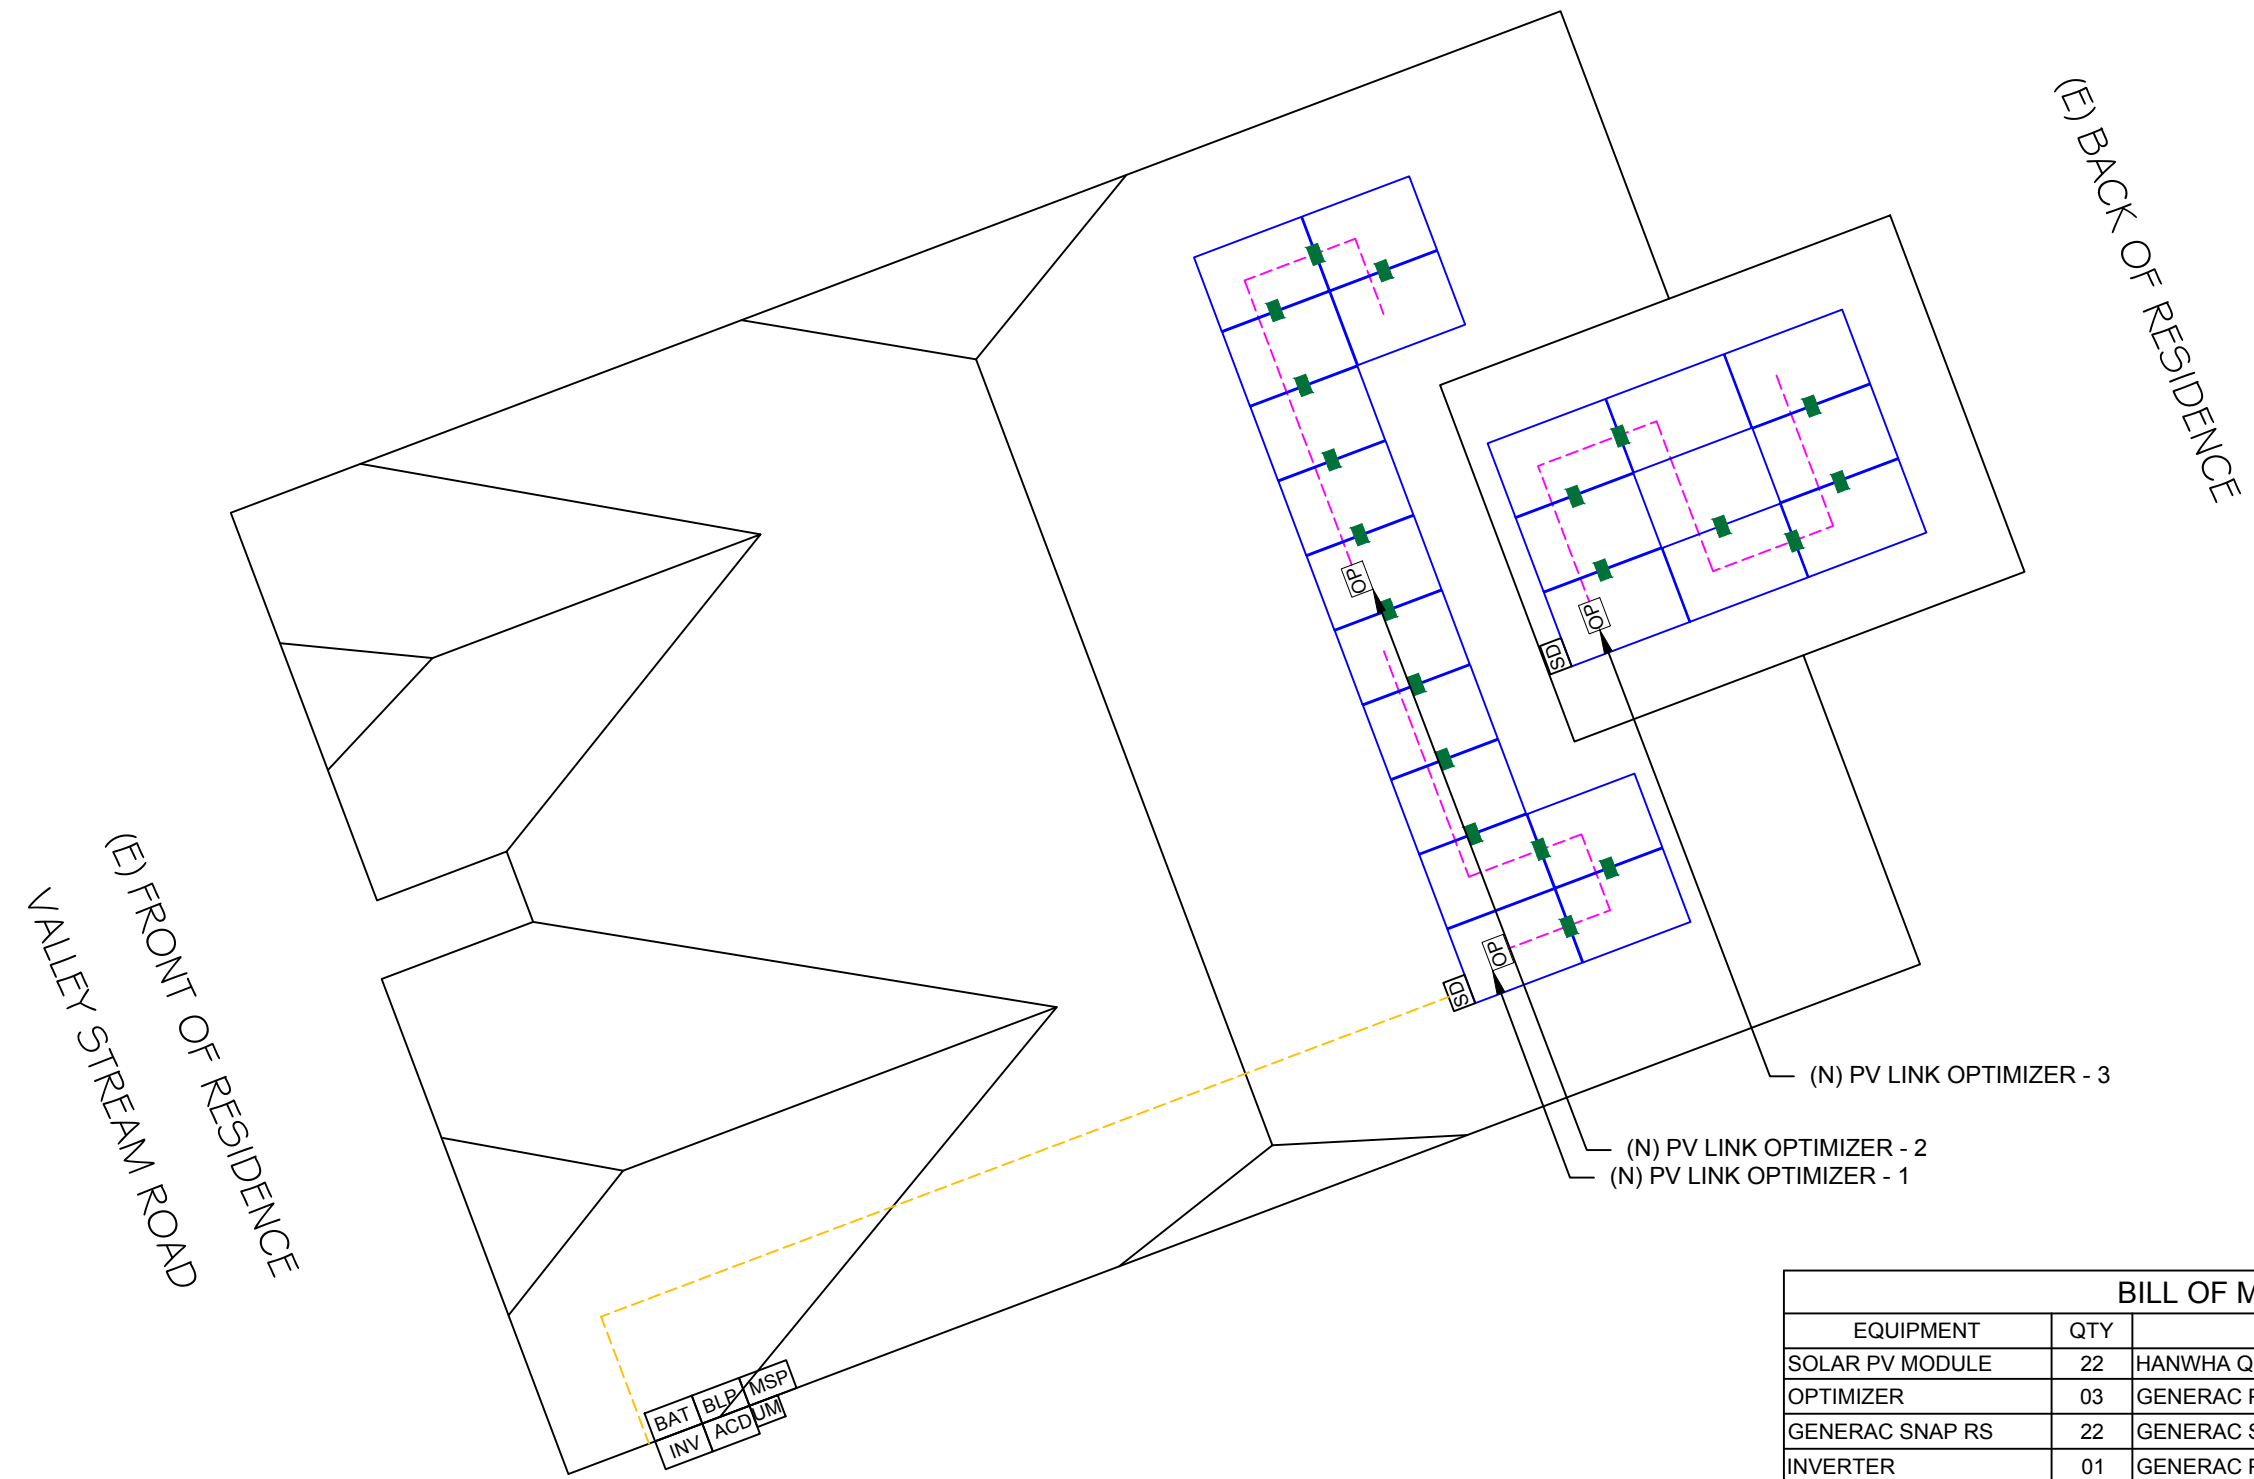 (E) BACK OF RESIDENCE
OP
OP
SD
(E) FRONT OF RESIDENCE
VALLEY STREAM ROAD
OP
SD
(N) PV LINK OPTIMIZER - 3
(N) PV LINK OPTIMIZER - 2
(N) PV LINK OPTIMIZER - 1
BAT BLP MSP
INV ACD UM
BILL OF M
EQUIPMENT QTY
SOLAR PV MODULE 22 HANWHA Q
OPTIMIZER 03 GENERAC P
GENERAC SNAP RS 22 GENERAC S
INVERTER 01 GENERAC P